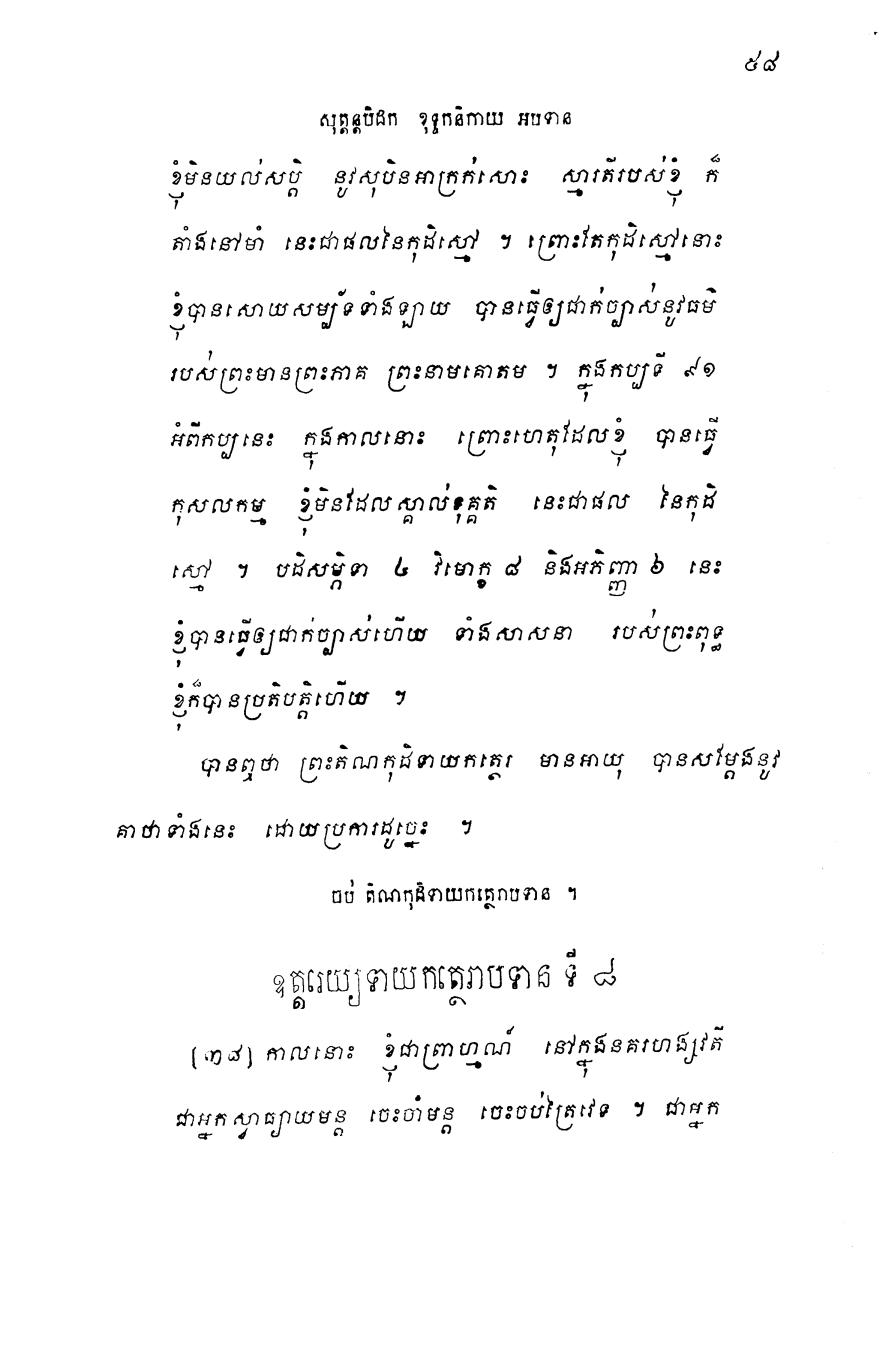 ៥៨
សុត្តន្តបិដក ខុទ្ទកនិកាយ អបទាន
ខ្ញុំមិនយល់សប្តិ នូវសុបិនអាក្រក់សោះ ស្មារតីរបស់ខ្ញុំ ក៏
តាំងនៅមាំ នេះជាផលនៃកុដិស្មៅ ។ ព្រោះតែកុដិស្មៅនោះ
ខ្ញុំបានសោយសម្បទ័ទាំងឡាយ បានធ្វើឲ្យជាក់ច្បាស់នូវធម៌
របស់ព្រះមានព្រះភាគ ព្រះនាមគោតម ។ ក្នុងកប្បទី ៩១
អំពីកប្បនេះ ក្នុងកាលនោះ ព្រោះហេតុដែលខ្ញុំ បានធ្វើ
កុសលកម្ម ខ្ញុំមិនដែលស្គាល់ទុគ្គតិ នេះជាផល នៃកុដិ
ស្មៅ ។ បដិសម្ភិទា ៤ វិមោក្ខ ៨ និងអភិញ្ញា ៦ នេះ
ខ្ញុំបានធ្វើឲ្យជាក់ច្បាស់ហើយ ទាំងសាសនា របស់ព្រះពុទ្ធ
ខ្ញុំក៏បានប្រតិបត្តិហើយ ។
បានឮថា ព្រះតិណកុដិទាយកត្ថេរ មានអាយុ បានសម្តែងនូវ
គាថាទាំងនេះ ដោយប្រការដូច្នេះ ។
ចប់ តិណកុដិទាយកត្ថេរាបទាន ។
ឧត្តរេយ្យទាយកត្ថេរាបទាន ទី ៨
[៣៨] កាលនោះ ខ្ញុំជាព្រាហ្មណ៍ នៅក្នុងនគរហង្សវតី
ជាអ្នកស្វាធ្យាយមន្ត ចេះចាំមន្ត ចេះចប់ត្រៃវេទ ។ ជាអ្នក